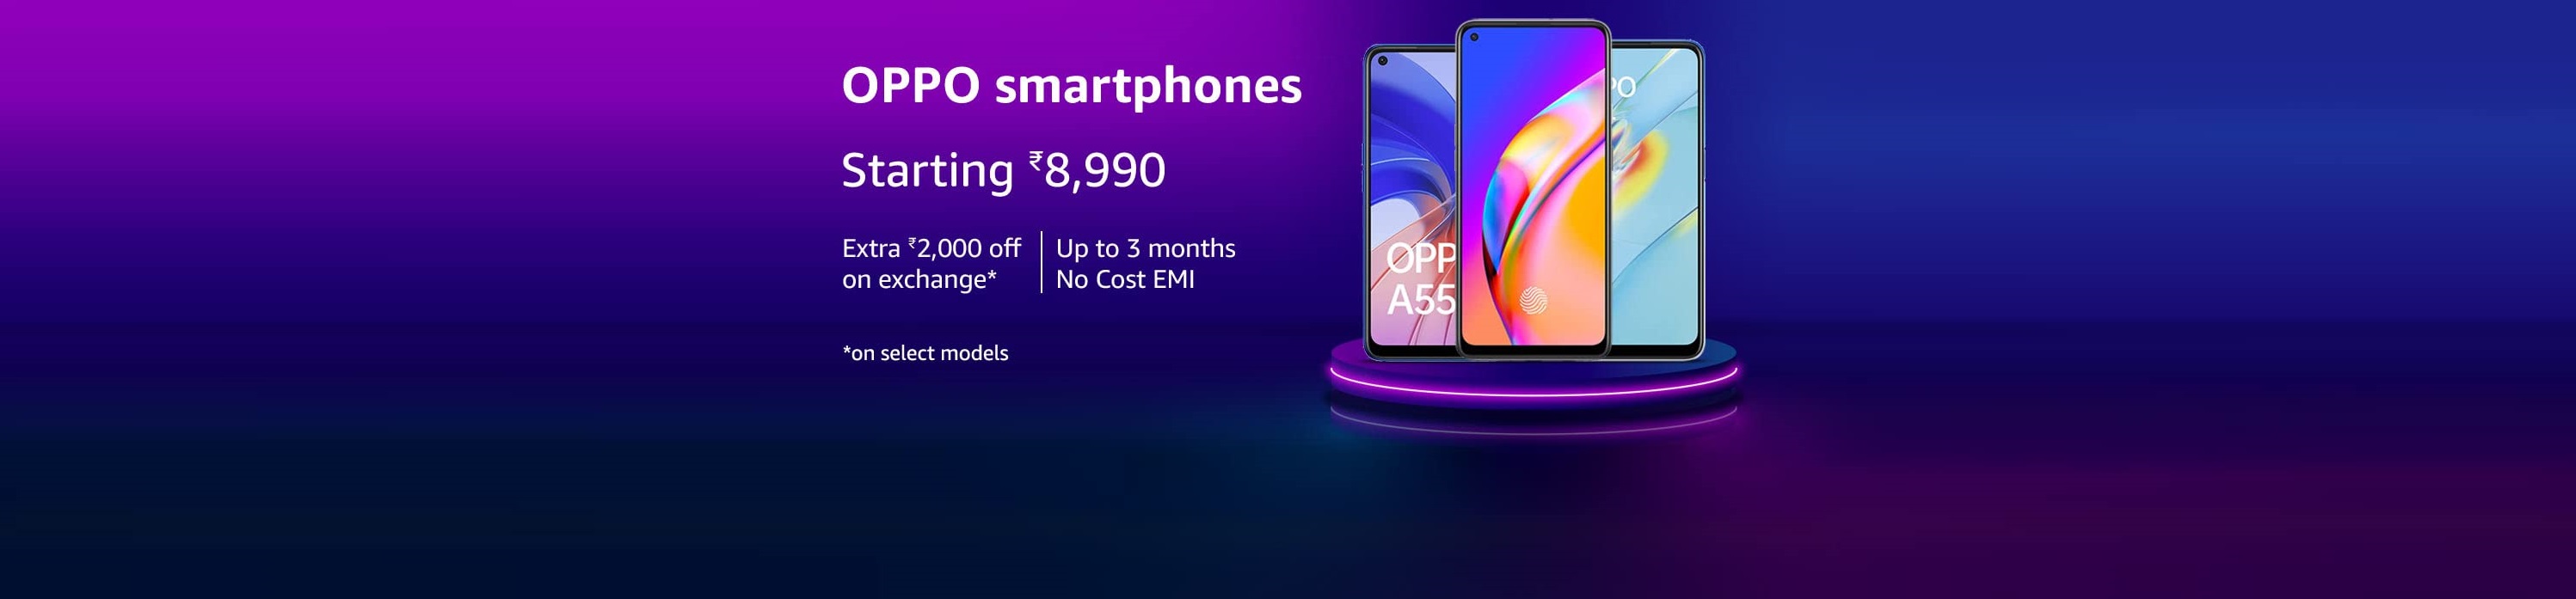 OPPO smartphones
Starting ₹8,990
Extra ₹2,000 off
on exchange*
Up to 3 months
No Cost EMI
*on select models
OPP
A55
PO